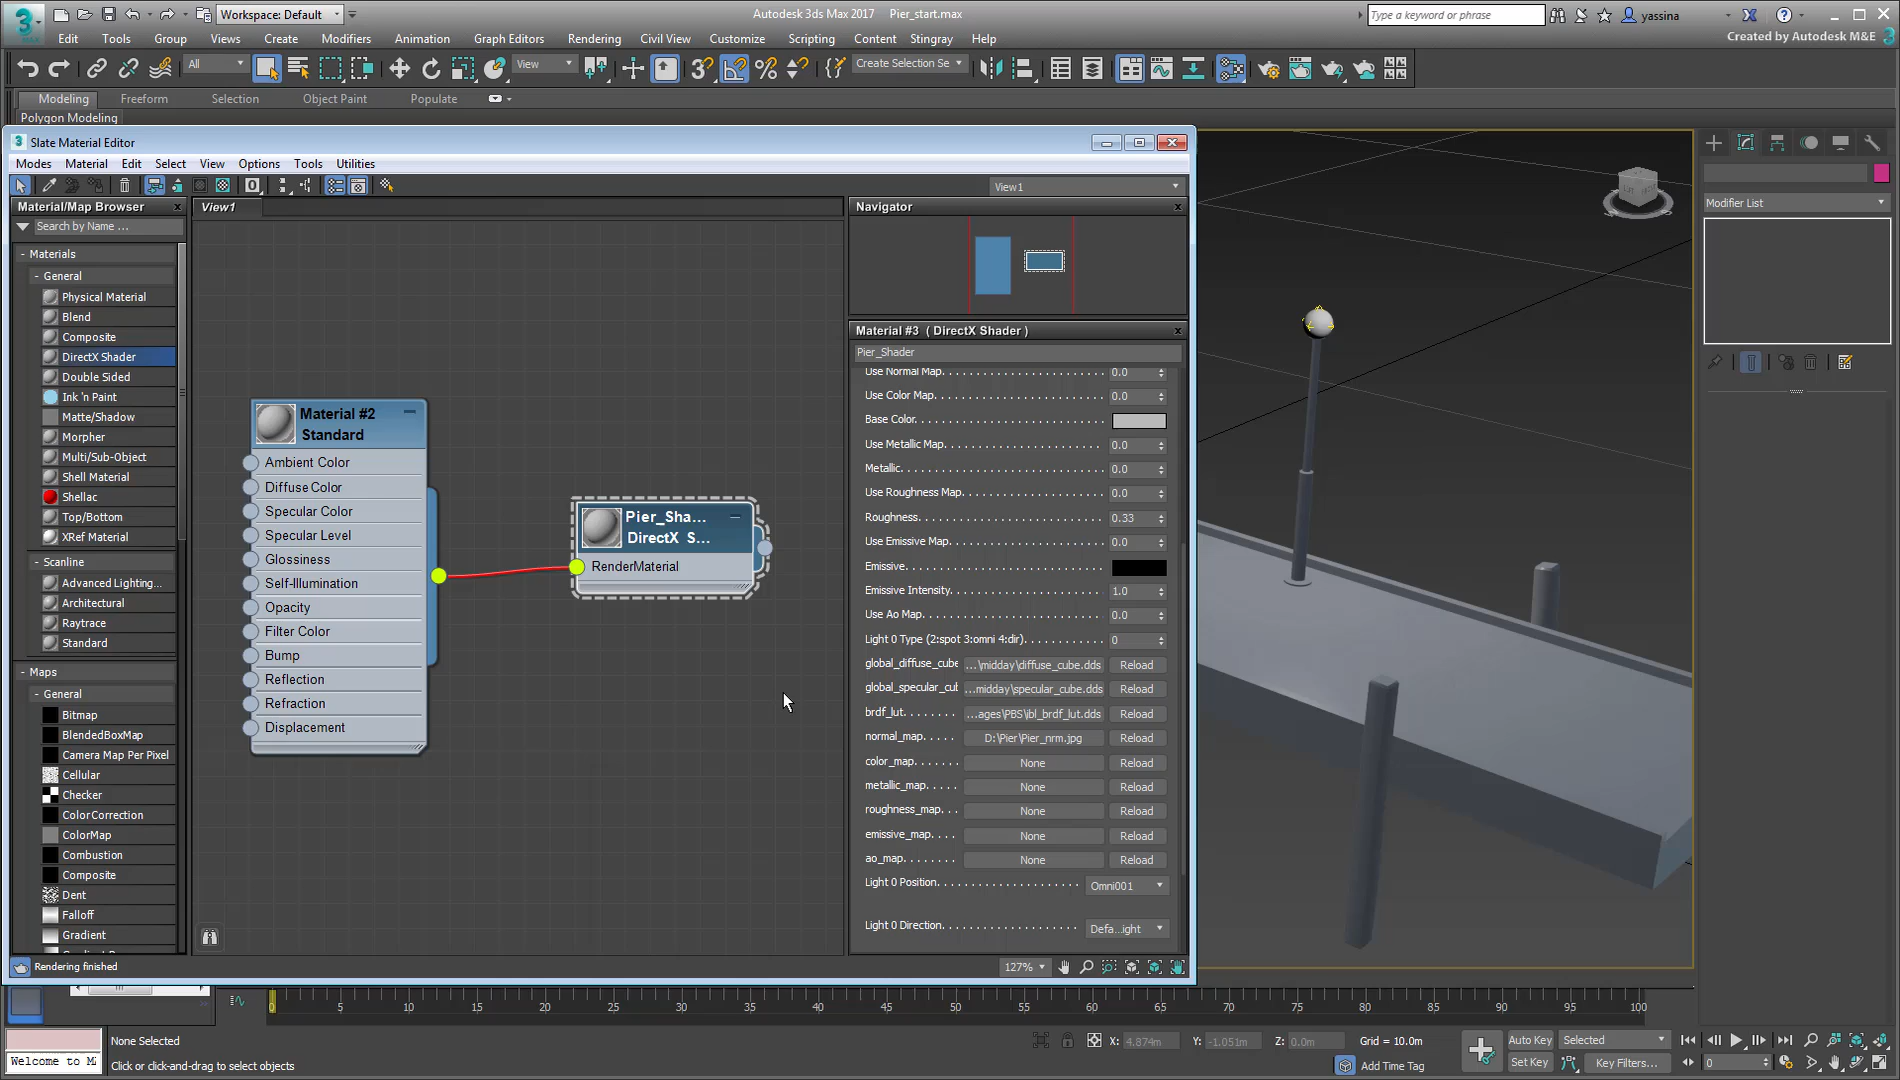 Workspace: Default
Autodesk 3ds Max 2017
Pier_start.max
Type a keyword or phrase
yassina
Edit
Tools
Group
Views
Create
Modifiers
Animation
Graph Editors
Rendering
Civil View
Customize
Scripting
Content
Stingray
Help
Created by Autodesk M&E
All
View
Create Selection Se
Modeling
Freeform
Selection
Object Paint
Populate
Polygon Modeling
Slate Material Editor
Modes
Material
Edit
Select
View
Options
Tools
Utilities
View1
Material/Map Browser
View1
Navigator
Search by Name ...
Modifier List
- Materials
- General
Physical Material
Blend
Composite
DirectX Shader
Double Sided
Ink 'n Paint
Matte/Shadow
Morpher
Multi/Sub-Object
Shell Material
Shellac
Top/Bottom
XRef Material
- Scanline
Advanced Lighting...
Architectural
Raytrace
Standard
- Maps
- General
Bitmap
BlendedBoxMap
Camera Map Per Pixel
Cellular
Checker
ColorCorrection
ColorMap
Combustion
Composite
Dent
Falloff
Gradient
Material #2
Standard
Ambient Color
Diffuse Color
Specular Color
Specular Level
Glossiness
Self-Illumination
Opacity
Filter Color
Bump
Reflection
Refraction
Displacement
Pier_Sha...
DirectX S...
RenderMaterial
Material #3 ( DirectX Shader )
Pier_Shader
Use Normal Map. 0.0
Use Color Map. 0.0
Base Color.
Use Metallic Map. 0.0
Metallic. 0.0
Use Roughness Map. 0.0
Roughness. 0.33
Use Emissive Map. 0.0
Emissive.
Emissive Intensity. 1.0
Use Ao Map. 0.0
Light 0 Type (2:spot 3:omni 4:dir). 0
global_diffuse_cube ...\midday\diffuse_cube.dds Reload
global_specular_cul ...midday\specular_cube.dds Reload
brdf_lut. ...ages\PBS\ibl_brdf_lut.dds Reload
normal_map. D:\Pier\Pier_nrm.jpg Reload
color_map. None Reload
metallic_map. None Reload
roughness_map. None Reload
emissive_map. None Reload
ao_map. None Reload
Light 0 Position. Omni001
Light 0 Direction. Defa...ight
Rendering finished
127%
0 5 10 15 20 25 30 35 40 45 50 55 60 65 70 75 80 85 90 95 100
None Selected
X: 4.874m
Y: -1.051m
Z: 0.0m
Grid = 10.0m
Auto Key
Selected
Welcome to M
Click or click-and-drag to select objects
Add Time Tag
Set Key
Key Filters...
0